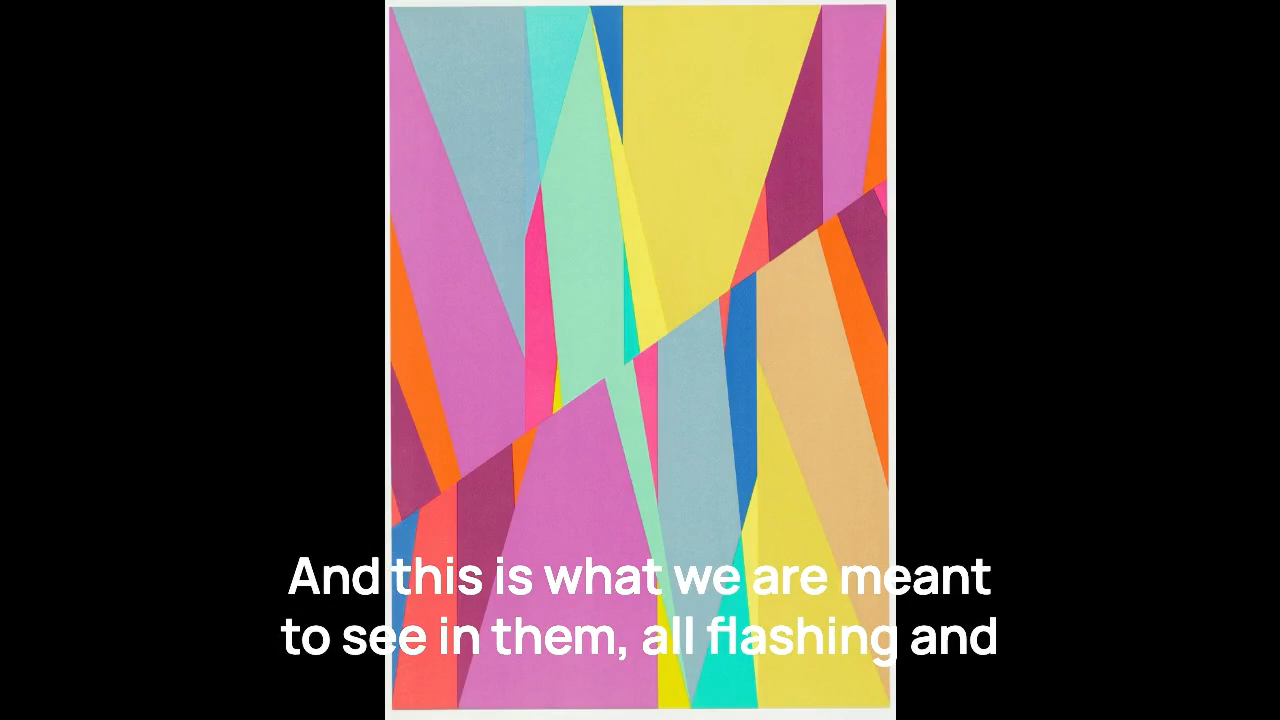 And this is what we are meant
to see in them, all flashing and